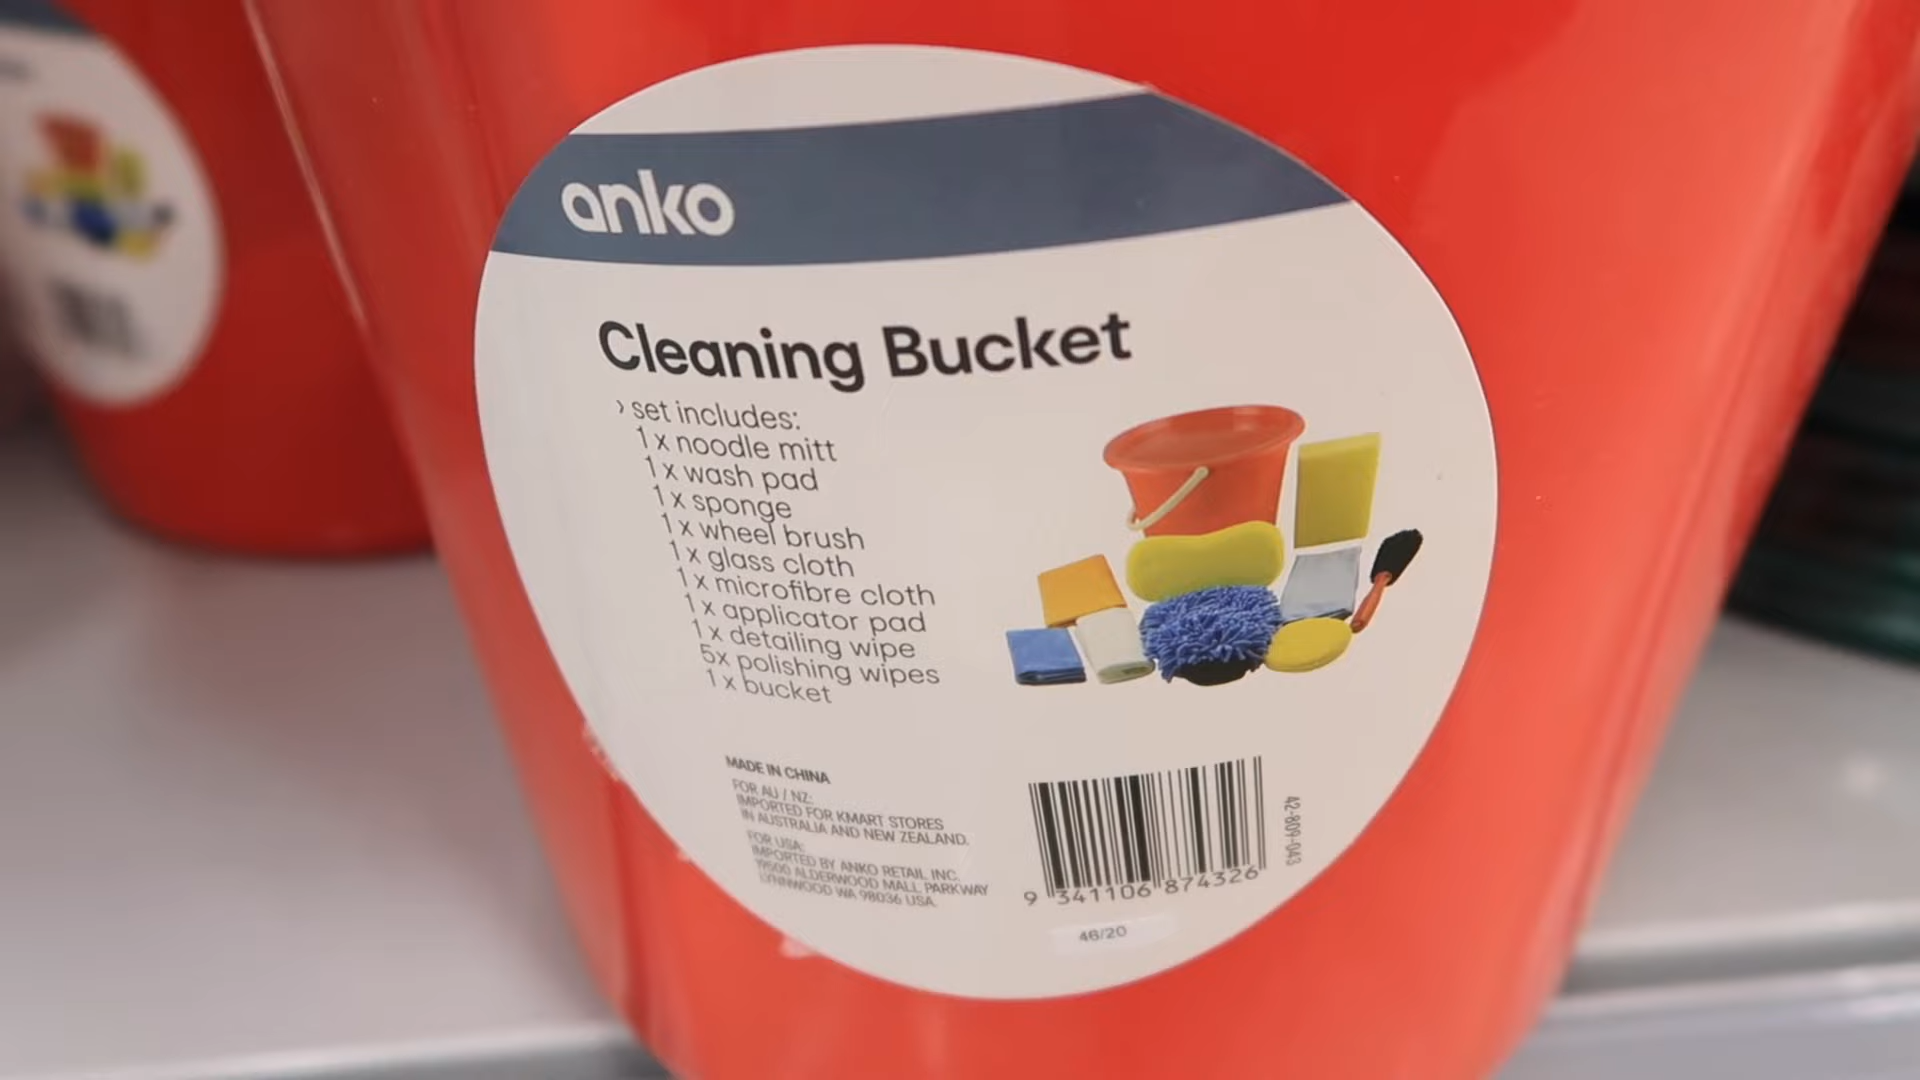 anko
Cleaning Bucket
› set includes:
1 x noodle mitt
1 x wash pad
1 x sponge
1 x wheel brush
1 x glass cloth
1 x microfibre cloth
1 x applicator pad
1 x detailing wipe
5x polishing wipes
1 x bucket
MADE IN CHINA
FOR AU / NZ:
IMPORTED FOR KMART STORES
IN AUSTRALIA AND NEW ZEALAND.
FOR USA:
IMPORTED BY ANKO RETAIL INC.
19500 ALDERWOOD MALL PARKWAY
LYNNWOOD WA 98036 USA.
9 341106 874326
42-809-043
46/20